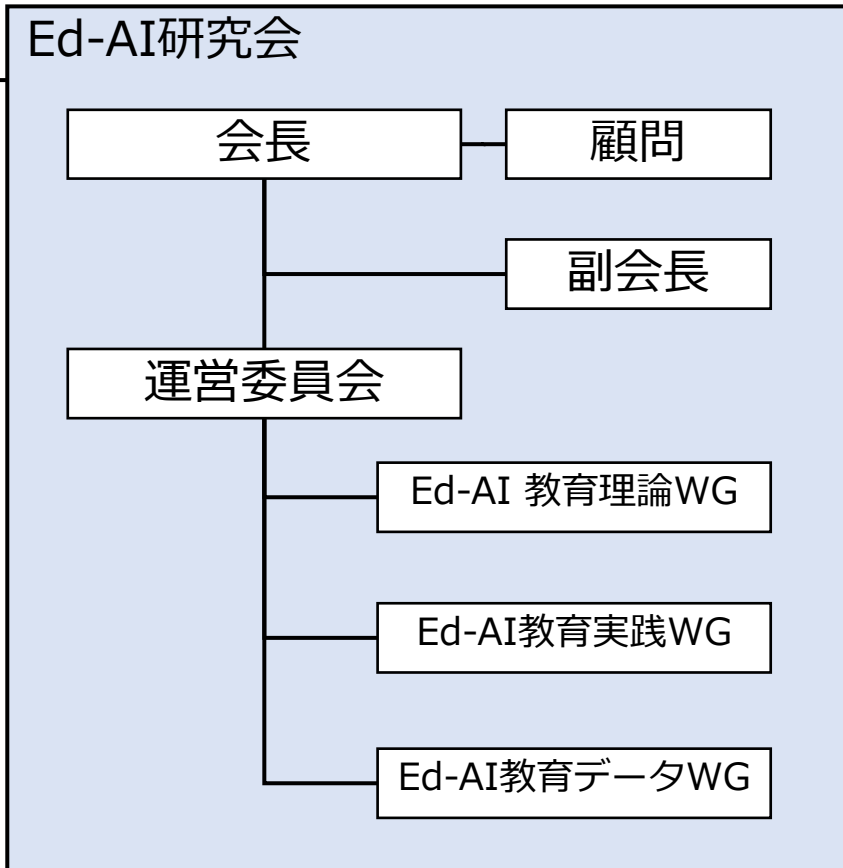 Ed-AI研究会
会長
顧問
副会長
運営委員会
Ed-AI 教育理論WG
Ed-AI教育実践WG
Ed-AI教育データWG